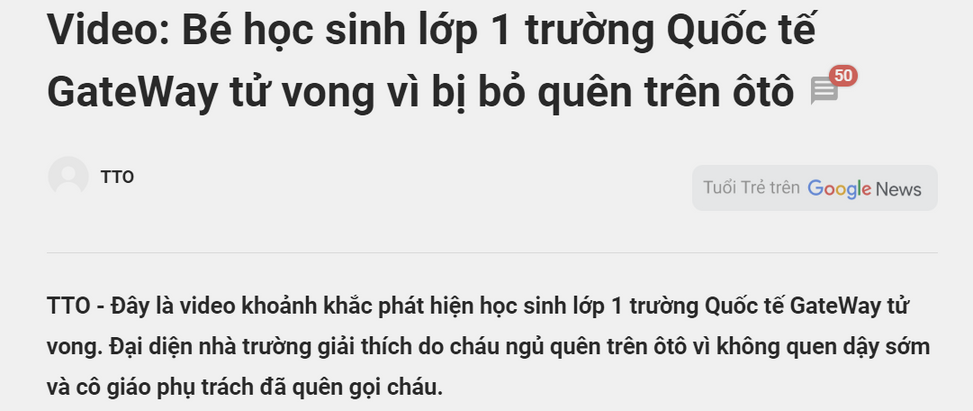 Video: Bé học sinh lớp 1 trường Quốc tế
GateWay tử vong vì bị bỏ quên trên ôtô 50
TTO
Tuổi Trẻ trên Google News
TTO - Đây là video khoảnh khắc phát hiện học sinh lớp 1 trường Quốc tế GateWay tử
vong. Đại diện nhà trường giải thích do cháu ngủ quên trên ôtô vì không quen dậy sớm
và cô giáo phụ trách đã quên gọi cháu.